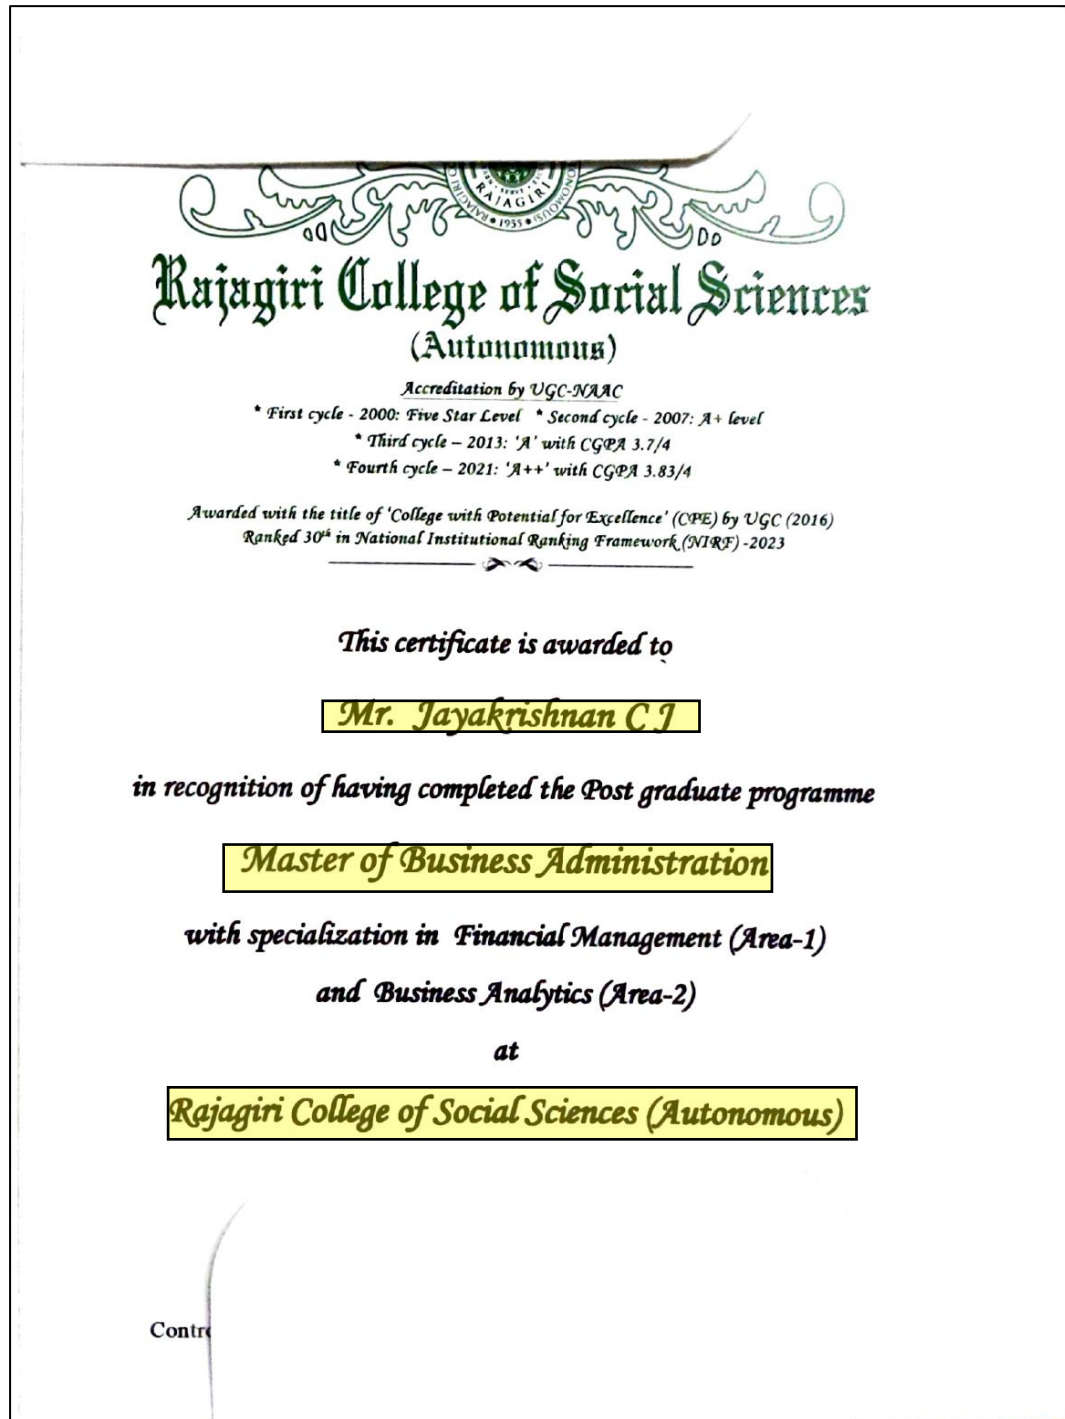 RAJAGIRI
1955
Rajagiri College of Social Sciences
(Autonomous)
Accreditation by UGC-NAAC
* First cycle - 2000: Five Star Level * Second cycle - 2007: A+ level
* Third cycle – 2013: 'A' with CGPA 3.7/4
* Fourth cycle – 2021: 'A++' with CGPA 3.83/4
Awarded with the title of 'College with Potential for Excellence' (CPE) by UGC (2016)
Ranked 30th in National Institutional Ranking Framework (NIRF) -2023
This certificate is awarded to
Mr. Jayakrishnan C J
in recognition of having completed the Post graduate programme
Master of Business Administration
with specialization in Financial Management (Area-1)
and Business Analytics (Area-2)
at
Rajagiri College of Social Sciences (Autonomous)